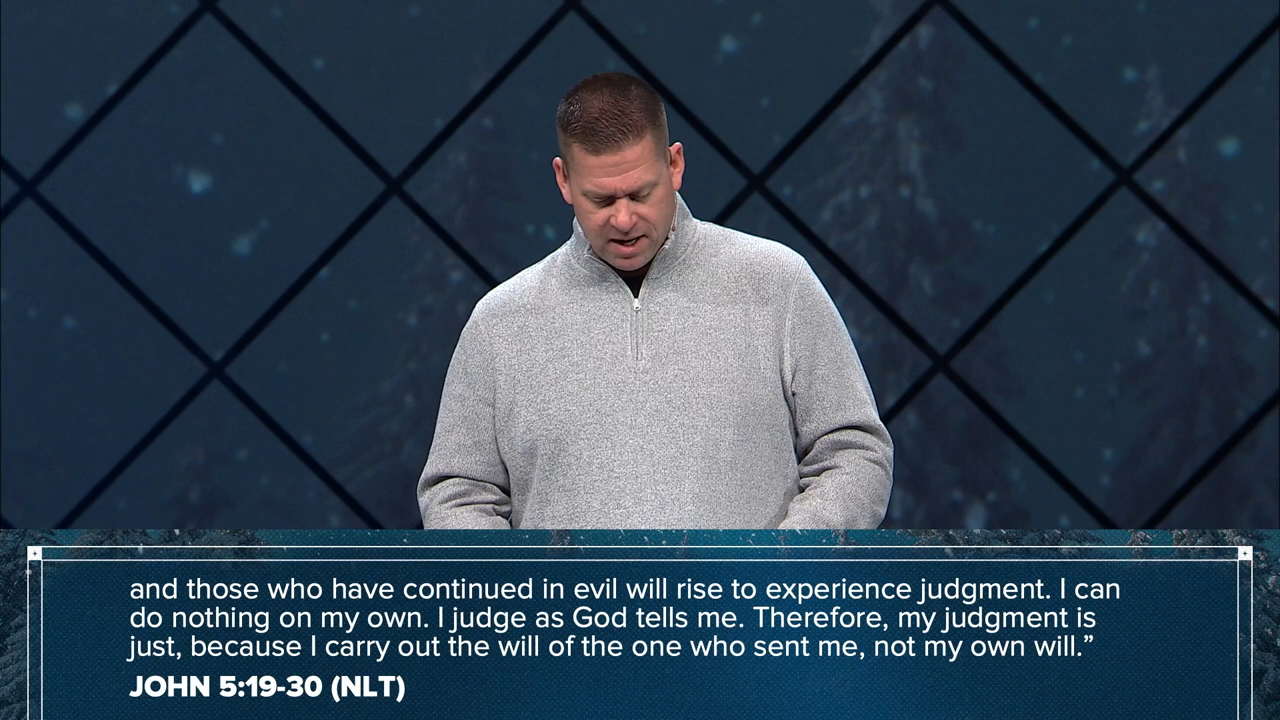 and those who have continued in evil will rise to experience judgment. I can
do nothing on my own. I judge as God tells me. Therefore, my judgment is
just, because I carry out the will of the one who sent me, not my own will.”
JOHN 5:19-30 (NLT)